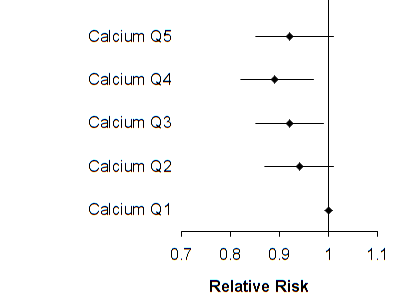 Calcium Q5
Calcium Q4
Calcium Q3
Calcium Q2
Calcium Q1
0.7 0.8 0.9 1 1.1
Relative Risk